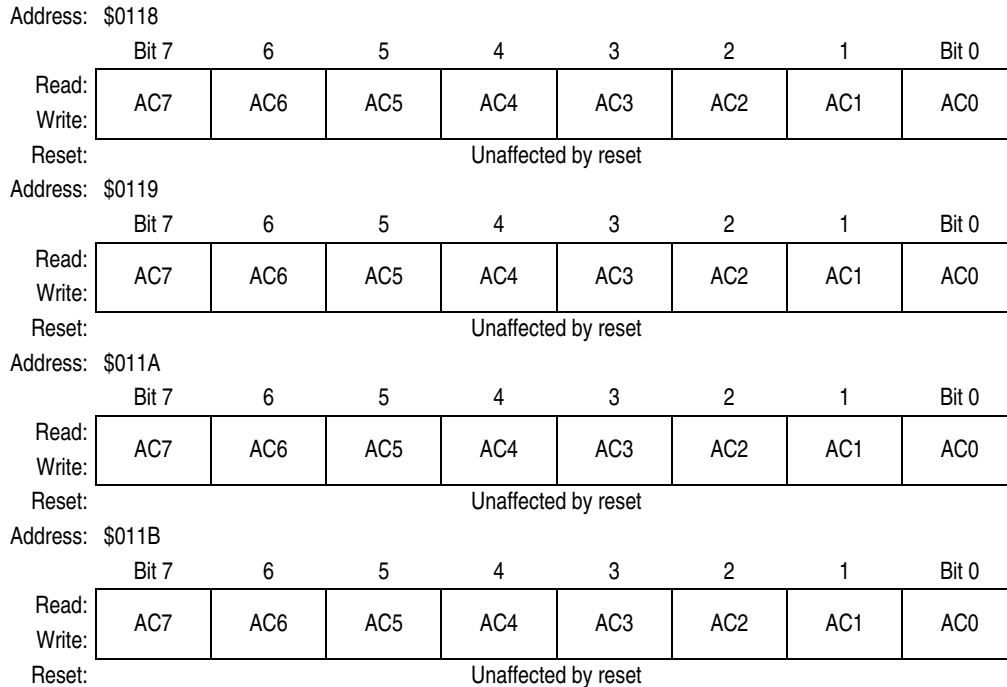 Address: $0118
Bit 7 6 5 4 3 2 1 Bit 0
Read:
AC7 AC6 AC5 AC4 AC3 AC2 AC1 AC0
Write:
Reset: Unaffected by reset
Address: $0119
Bit 7 6 5 4 3 2 1 Bit 0
Read:
AC7 AC6 AC5 AC4 AC3 AC2 AC1 AC0
Write:
Reset: Unaffected by reset
Address: $011A
Bit 7 6 5 4 3 2 1 Bit 0
Read:
AC7 AC6 AC5 AC4 AC3 AC2 AC1 AC0
Write:
Reset: Unaffected by reset
Address: $011B
Bit 7 6 5 4 3 2 1 Bit 0
Read:
AC7 AC6 AC5 AC4 AC3 AC2 AC1 AC0
Write:
Reset: Unaffected by reset